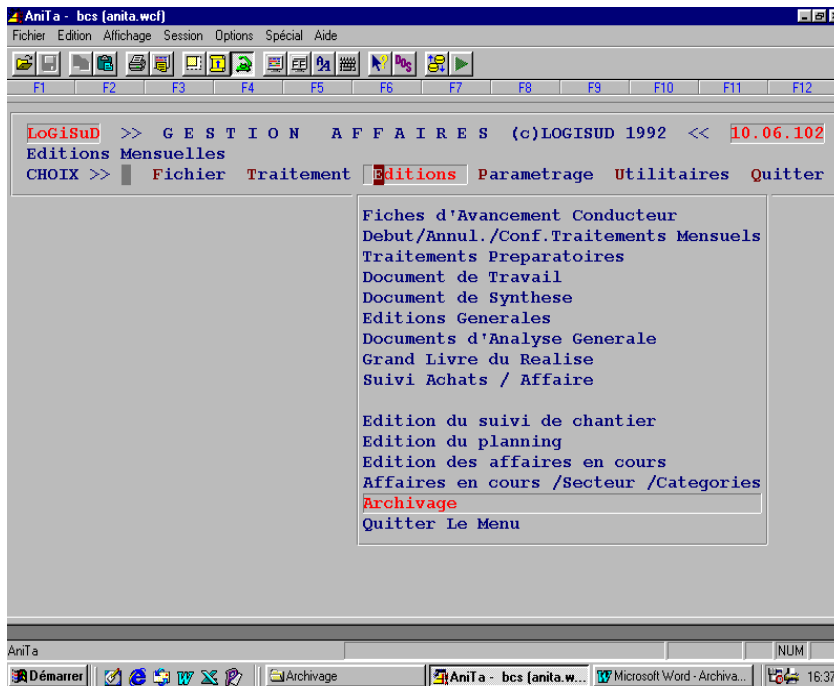 AniTa - bcs (anita.wcf)
Fichier Edition Affichage Session Options Spécial Aide
F1 F2 F3 F4 F5 F6 F7 F8 F9 F10 F11 F12
LoGiSuD >> G E S T I O N A F F A I R E S (c)LOGISUD 1992 << 10.06.102
Editions Mensuelles
CHOIX >> Fichier Traitement Editions Parametrage Utilitaires Quitter
Fiches d'Avancement Conducteur
Debut/Annul./Conf.Traitements Mensuels
Traitements Preparatoires
Document de Travail
Document de Synthese
Editions Generales
Documents d'Analyse Generale
Grand Livre du Realise
Suivi Achats / Affaire
Edition du suivi de chantier
Edition du planning
Edition des affaires en cours
Affaires en cours /Secteur /Categories
Archivage
Quitter Le Menu
AniTa NUM
Démarrer Archivage AniTa - bcs (anita.w... Microsoft Word - Archiva... 16:37